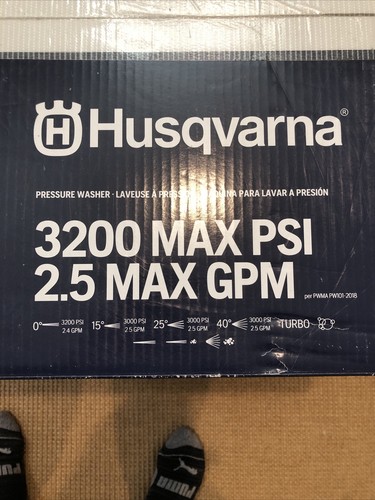 Husqvarna®
PRESSURE WASHER · LAVEUSE À PARA LAVAR A PRESIÓN
3200 MAX PSI
2.5 MAX GPM
per PWMA PW101-2018
0° 3200 PSI 2.4 GPM 15° 3000 PSI 2.5 GPM 25° 3000 PSI 2.5 GPM 40° 3000 PSI 2.5 GPM TURBO
PUMA
PUMA